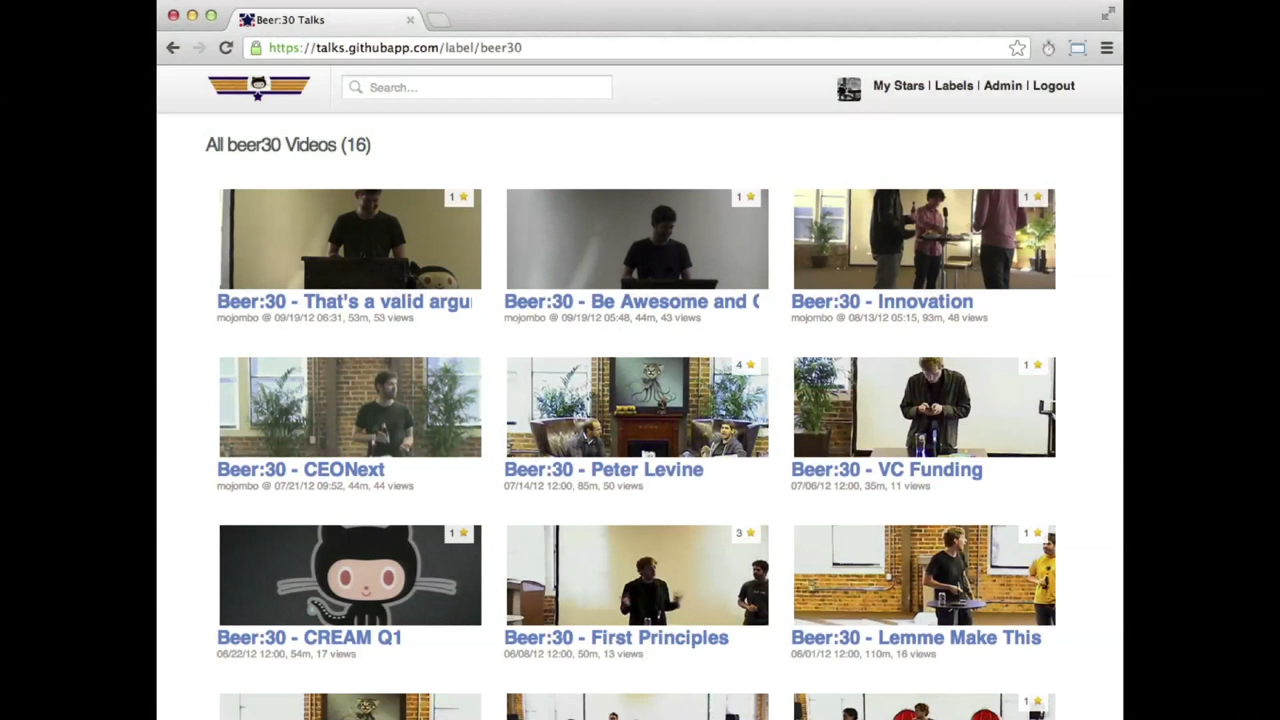 Beer:30 Talks
https://talks.githubapp.com/label/beer30
Search...
My Stars | Labels | Admin | Logout
All beer30 Videos (16)
1
1
1
Beer:30 - That's a valid argu
Beer:30 - Be Awesome and
Beer:30 - Innovation
mojombo @ 09/19/12 06:31, 53m, 53 views
mojombo @ 09/19/12 05:48, 44m, 43 views
mojombo @ 08/13/12 05:15, 93m, 48 views
4
1
Beer:30 - CEONext
Beer:30 - Peter Levine
Beer:30 - VC Funding
mojombo @ 07/21/12 09:52, 44m, 44 views
07/14/12 12:00, 85m, 50 views
07/06/12 12:00, 35m, 11 views
1
3
1
Beer:30 - CREAM Q1
Beer:30 - First Principles
Beer:30 - Lemme Make This
06/22/12 12:00, 54m, 17 views
06/08/12 12:00, 50m, 13 views
06/01/12 12:00, 110m, 16 views
1